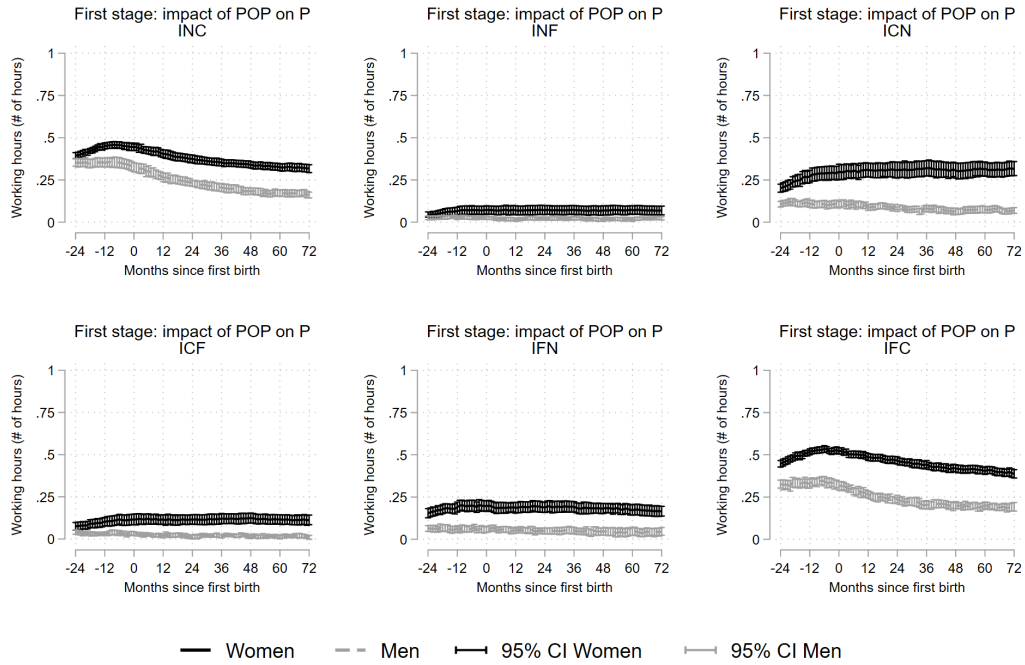 First stage: impact of POP on P
INC
Working hours (# of hours)
1
.75
.5
.25
0
-24 -12 0 12 24 36 48 60 72
Months since first birth
First stage: impact of POP on P
INF
Working hours (# of hours)
1
.75
.5
.25
0
-24 -12 0 12 24 36 48 60 72
Months since first birth
First stage: impact of POP on P
ICN
Working hours (# of hours)
1
.75
.5
.25
0
-24 -12 0 12 24 36 48 60 72
Months since first birth
First stage: impact of POP on P
ICF
Working hours (# of hours)
1
.75
.5
.25
0
-24 -12 0 12 24 36 48 60 72
Months since first birth
First stage: impact of POP on P
IFN
Working hours (# of hours)
1
.75
.5
.25
0
-24 -12 0 12 24 36 48 60 72
Months since first birth
First stage: impact of POP on P
IFC
Working hours (# of hours)
1
.75
.5
.25
0
-24 -12 0 12 24 36 48 60 72
Months since first birth
Women Men 95% CI Women 95% CI Men